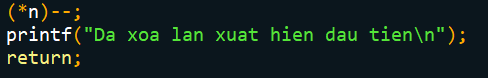 (*n)--;
printf("Da xoa lan xuat hien dau tien\n");
return;